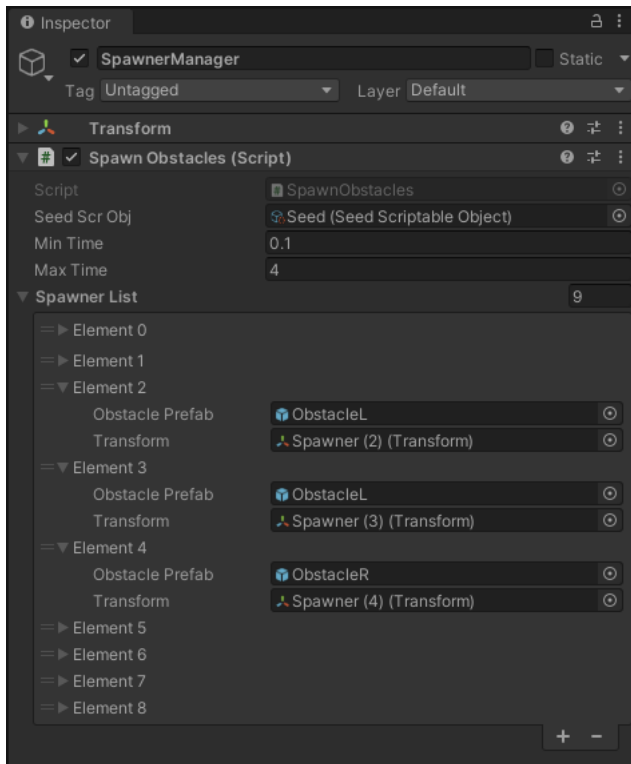 Inspector
SpawnerManager Static
Tag Untagged Layer Default
Transform
# Spawn Obstacles (Script)
Script # SpawnObstacles
Seed Scr Obj Seed (Seed Scriptable Object)
Min Time 0.1
Max Time 4
Spawner List 9
Element 0
Element 1
Element 2
Obstacle Prefab ObstacleL
Transform Spawner (2) (Transform)
Element 3
Obstacle Prefab ObstacleL
Transform Spawner (3) (Transform)
Element 4
Obstacle Prefab ObstacleR
Transform Spawner (4) (Transform)
Element 5
Element 6
Element 7
Element 8
+ −